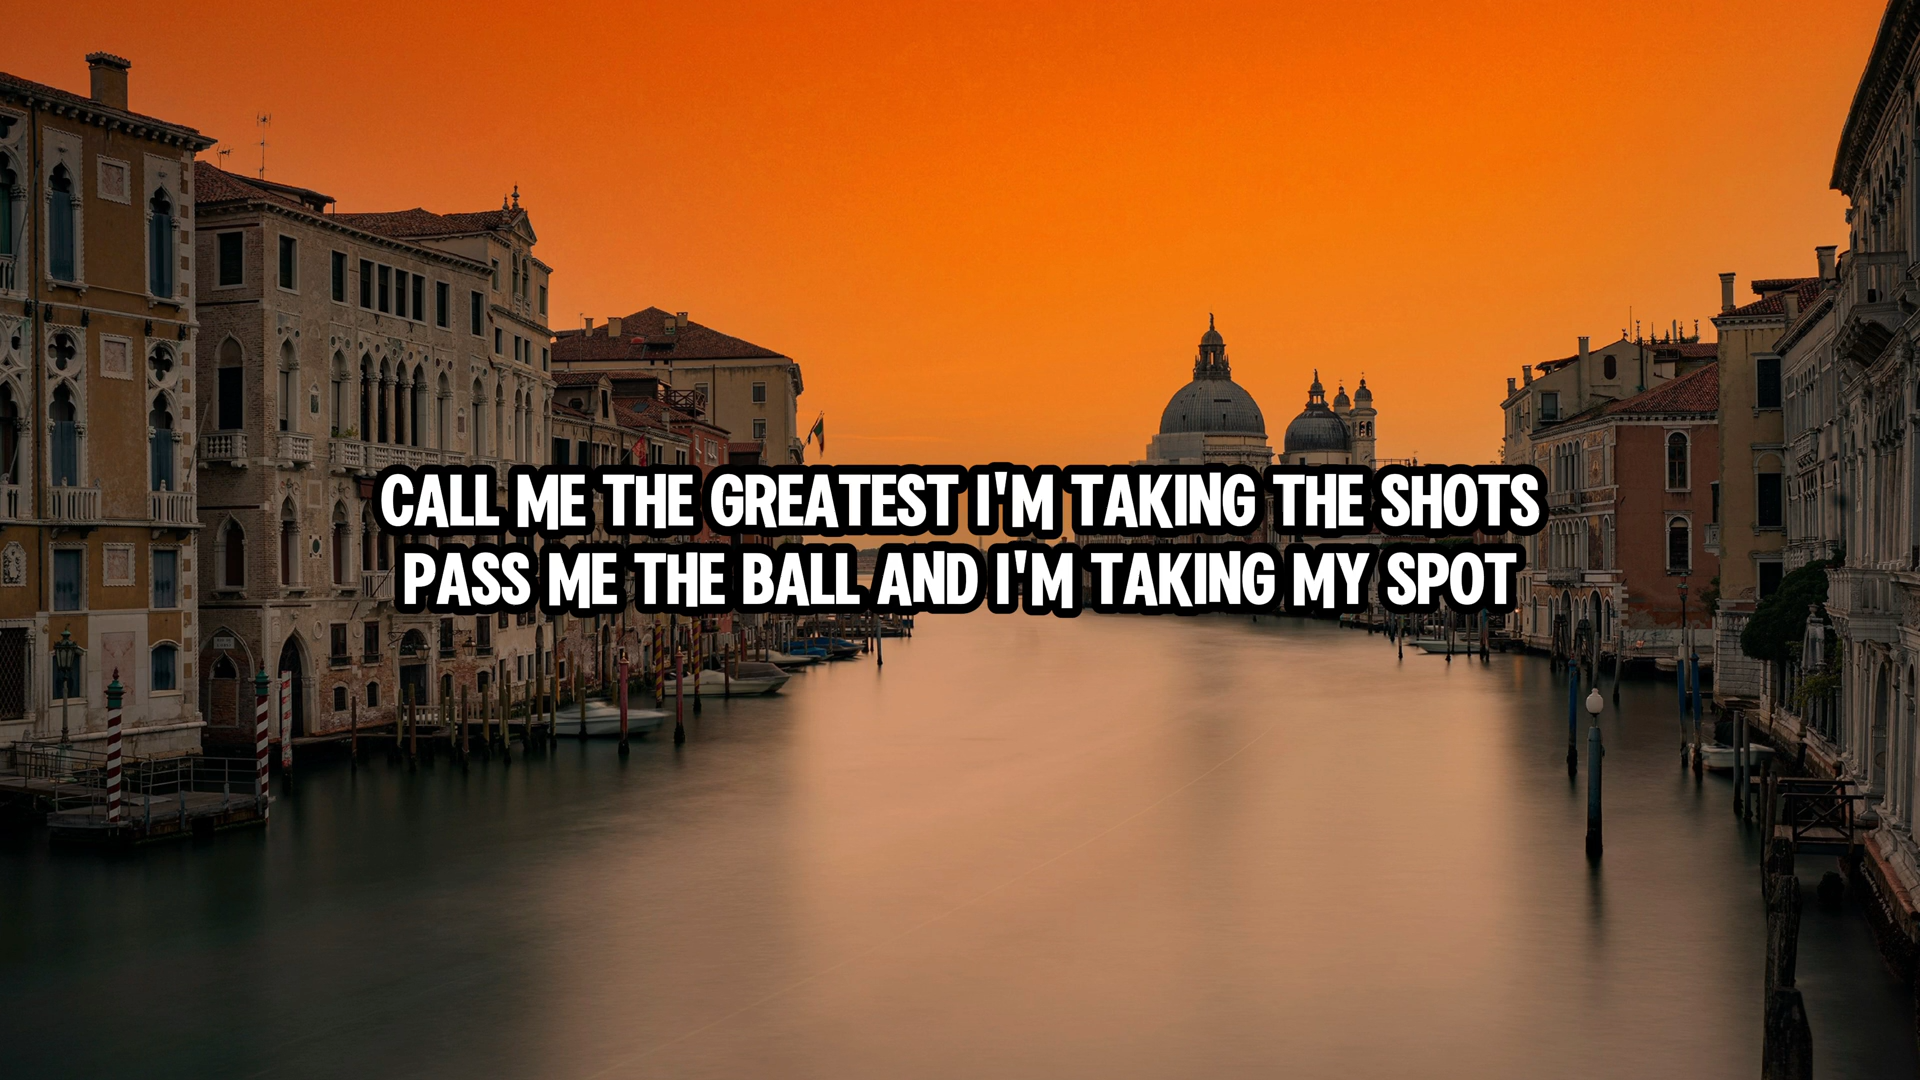 CALL ME THE GREATEST I'M TAKING THE SHOTS
PASS ME THE BALL AND I'M TAKING MY SPOT